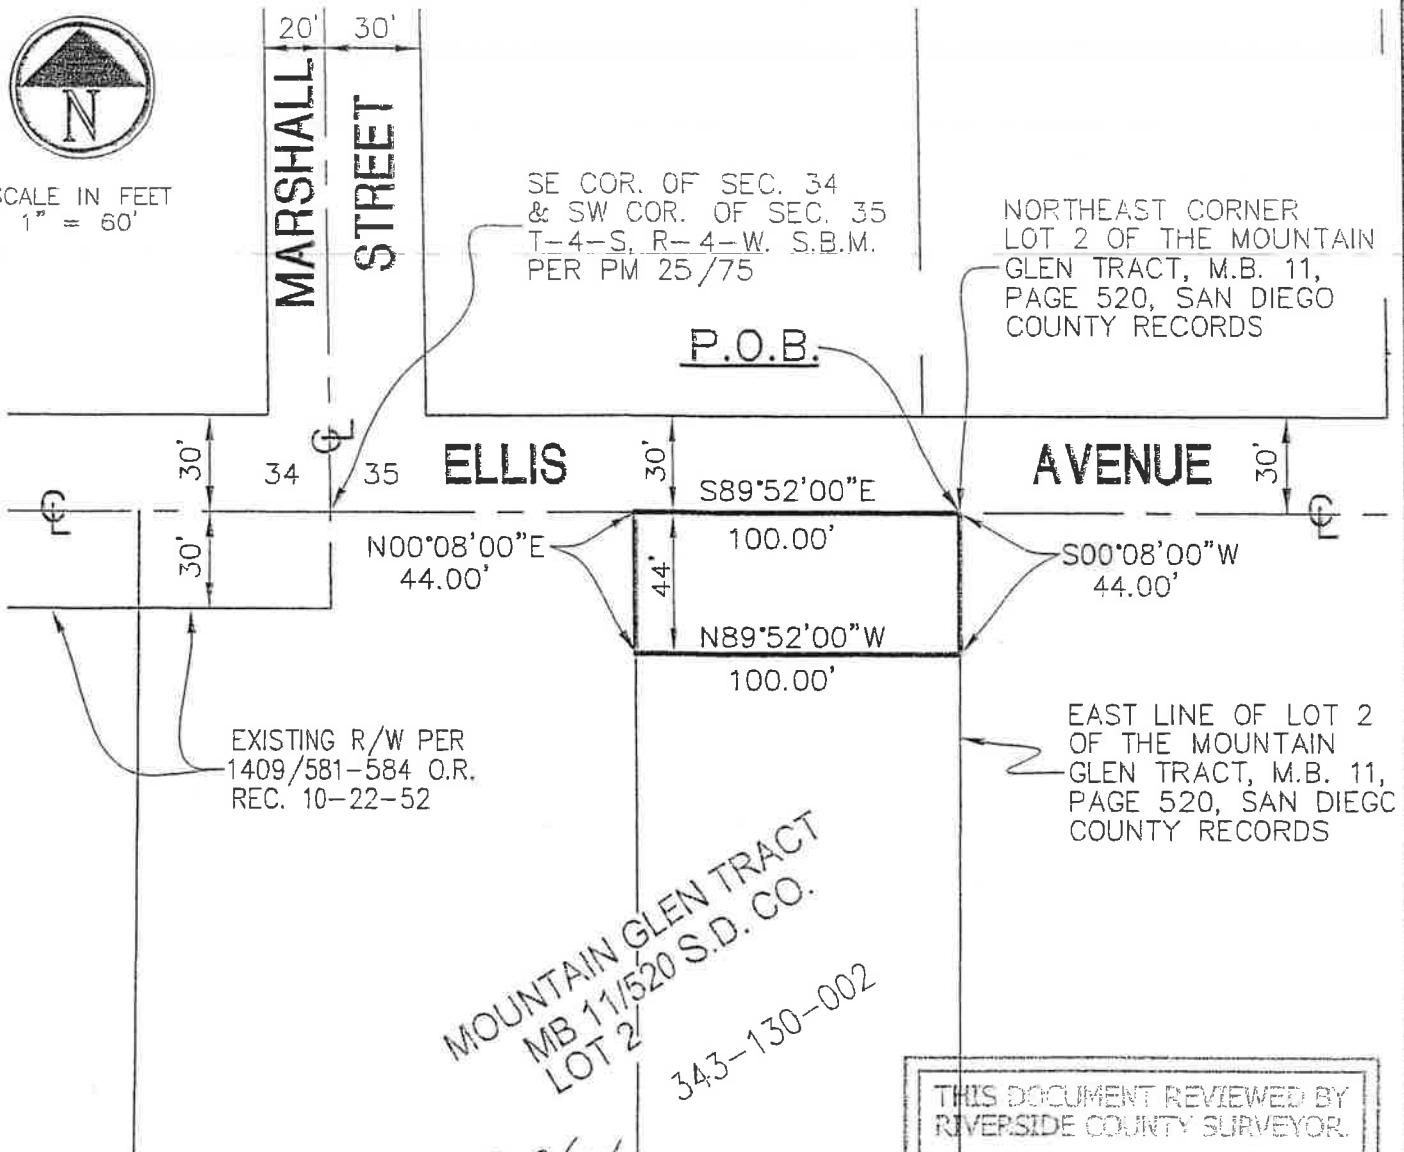 20' 30'
MARSHALL
STREET
N
SCALE IN FEET
1" = 60'
SE COR. OF SEC. 34
& SW COR. OF SEC. 35
T-4-S, R-4-W. S.B.M.
PER PM 25/75
NORTHEAST CORNER
LOT 2 OF THE MOUNTAIN
GLEN TRACT, M.B. 11,
PAGE 520, SAN DIEGO
COUNTY RECORDS
P.O.B.
CL
30'
34 35
ELLIS
30'
AVENUE
30'
CL
CL
S89°52'00"E
100.00'
30'
N00°08'00"E
44.00'
44'
S00°08'00"W
44.00'
N89°52'00"W
100.00'
EXISTING R/W PER
1409/581-584 O.R.
REC. 10-22-52
EAST LINE OF LOT 2
OF THE MOUNTAIN
GLEN TRACT, M.B. 11,
PAGE 520, SAN DIEGO
COUNTY RECORDS
MOUNTAIN GLEN TRACT
MB 11/520 S.D. CO.
LOT 2
343-130-002
THIS DOCUMENT REVIEWED BY
RIVERSIDE COUNTY SURVEYOR.